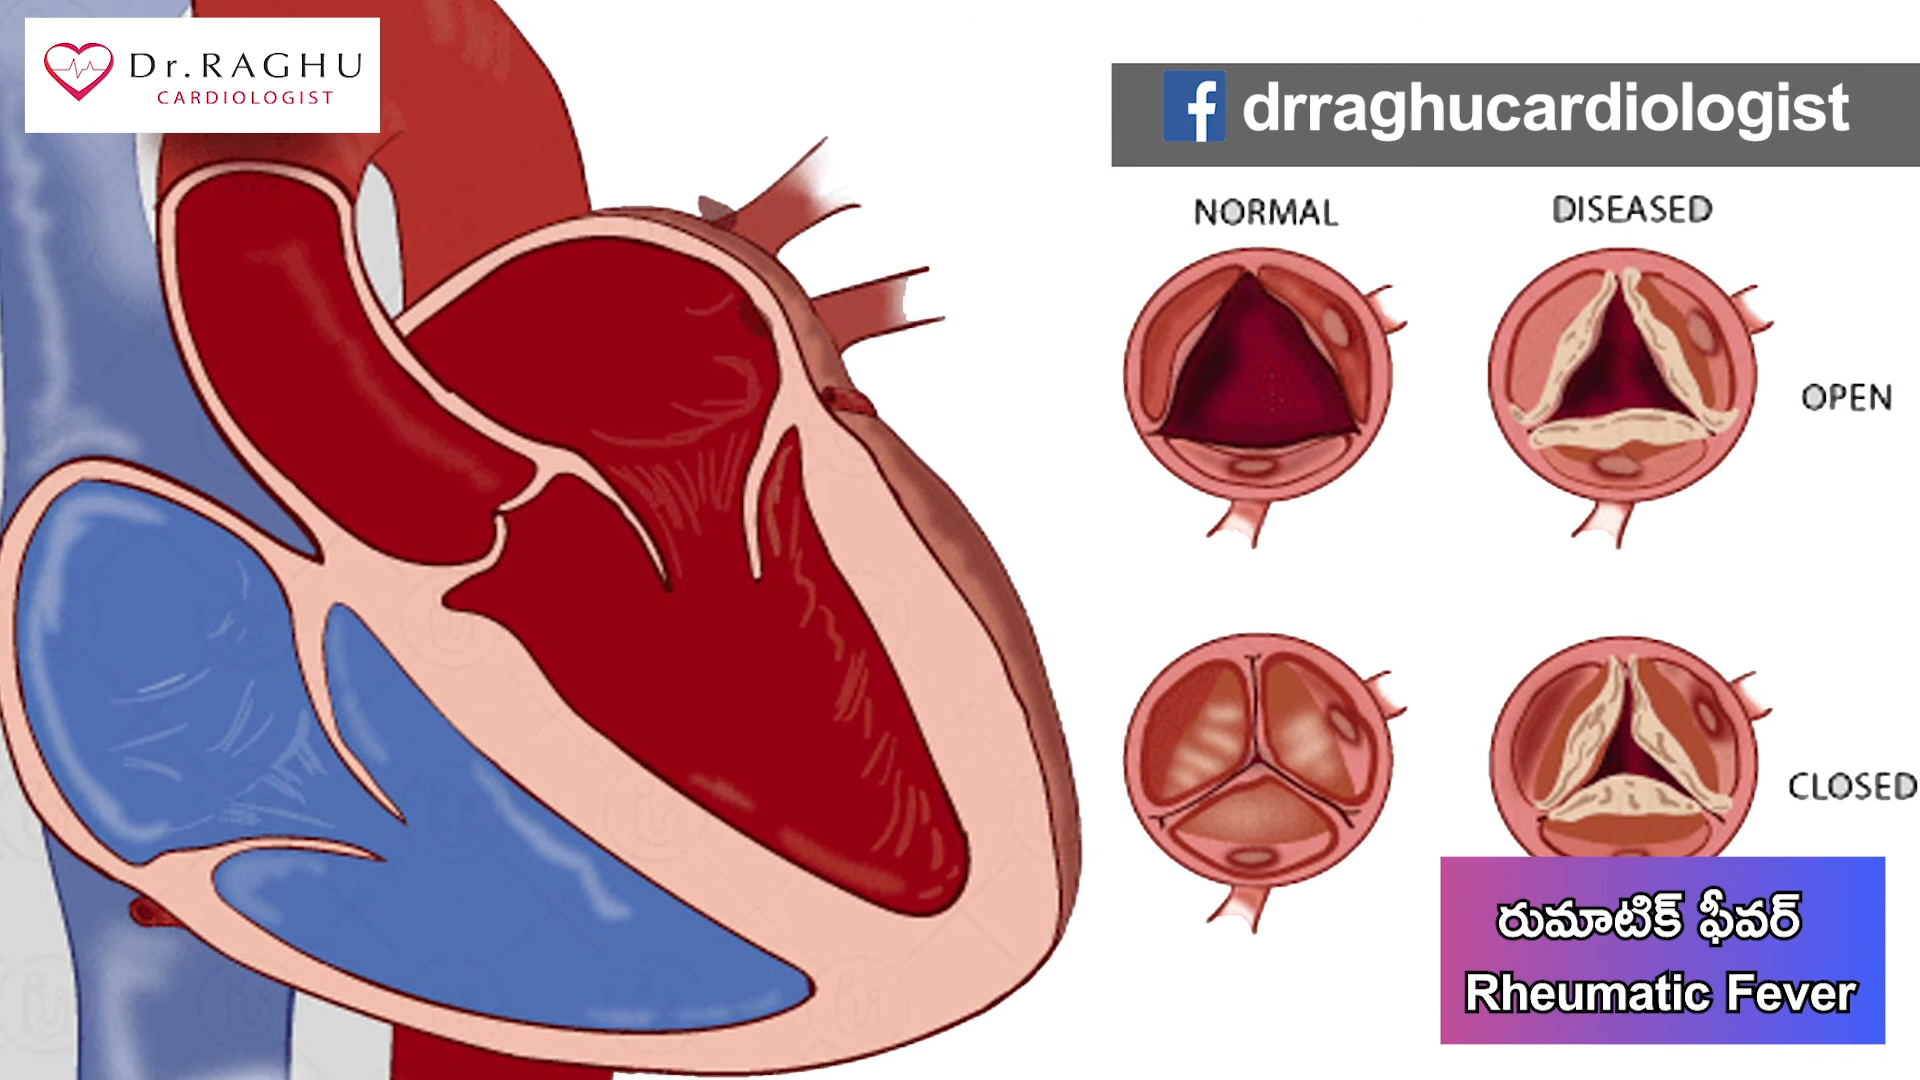 Dr.RAGHU
CARDIOLOGIST
drraghucardiologist
NORMAL
DISEASED
OPEN
CLOSED
రుమాటిక్ ఫీవర్
Rheumatic Fever